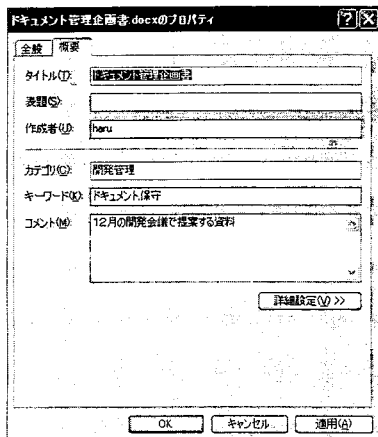 ドキュメント管理企画書.docxのプロパティ
全般 概要
タイトル(T): ドキュメント管理企画書
表題(S):
作成者(U): haru
カテゴリ(C): 開発管理
キーワード(K): ドキュメント,保守
コメント(M): 12月の開発会議で提案する資料
詳細設定(V) >>
OK キャンセル 適用(A)